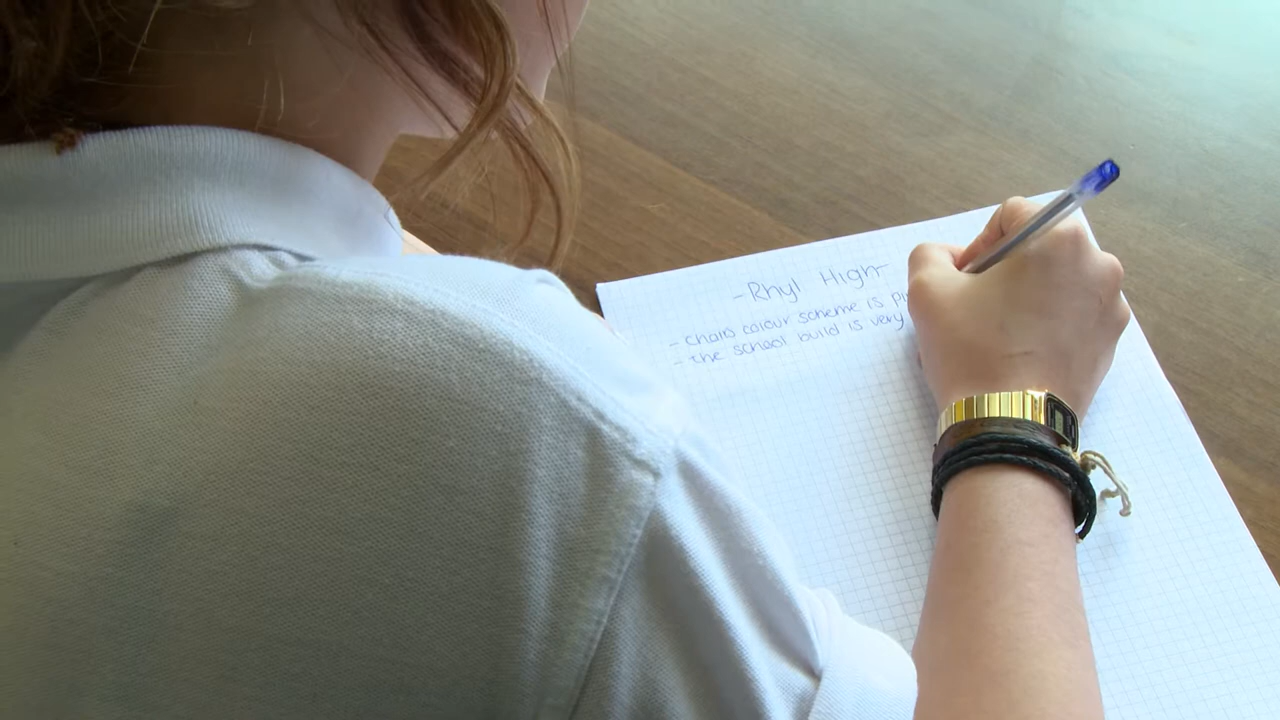 - Rhyl High
- chairs colour scheme is
- the school build is very